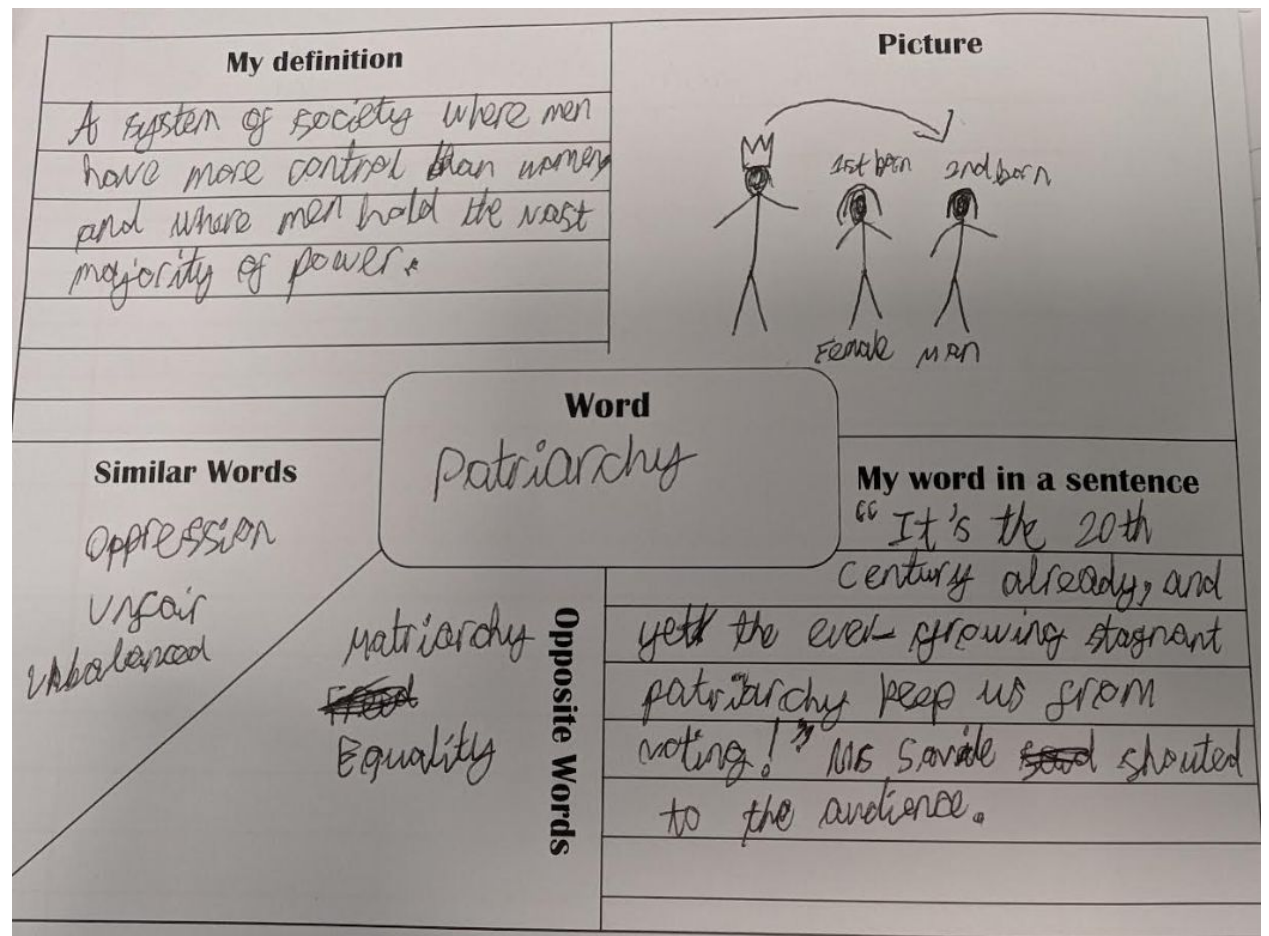 My definition
A system of society where men
have more control than women
and where men hold the vast
majority of power.
Picture
1st born 2nd born
Female man
Word
Patriarchy
Similar Words
Oppression
Unfair
Unbalanced
Opposite Words
Matriarchy
Equality
My word in a sentence
“It's the 20th
century already, and
yet the ever-growing stagnant
patriarchy keep us from
voting!” Ms shouted
to the audience.